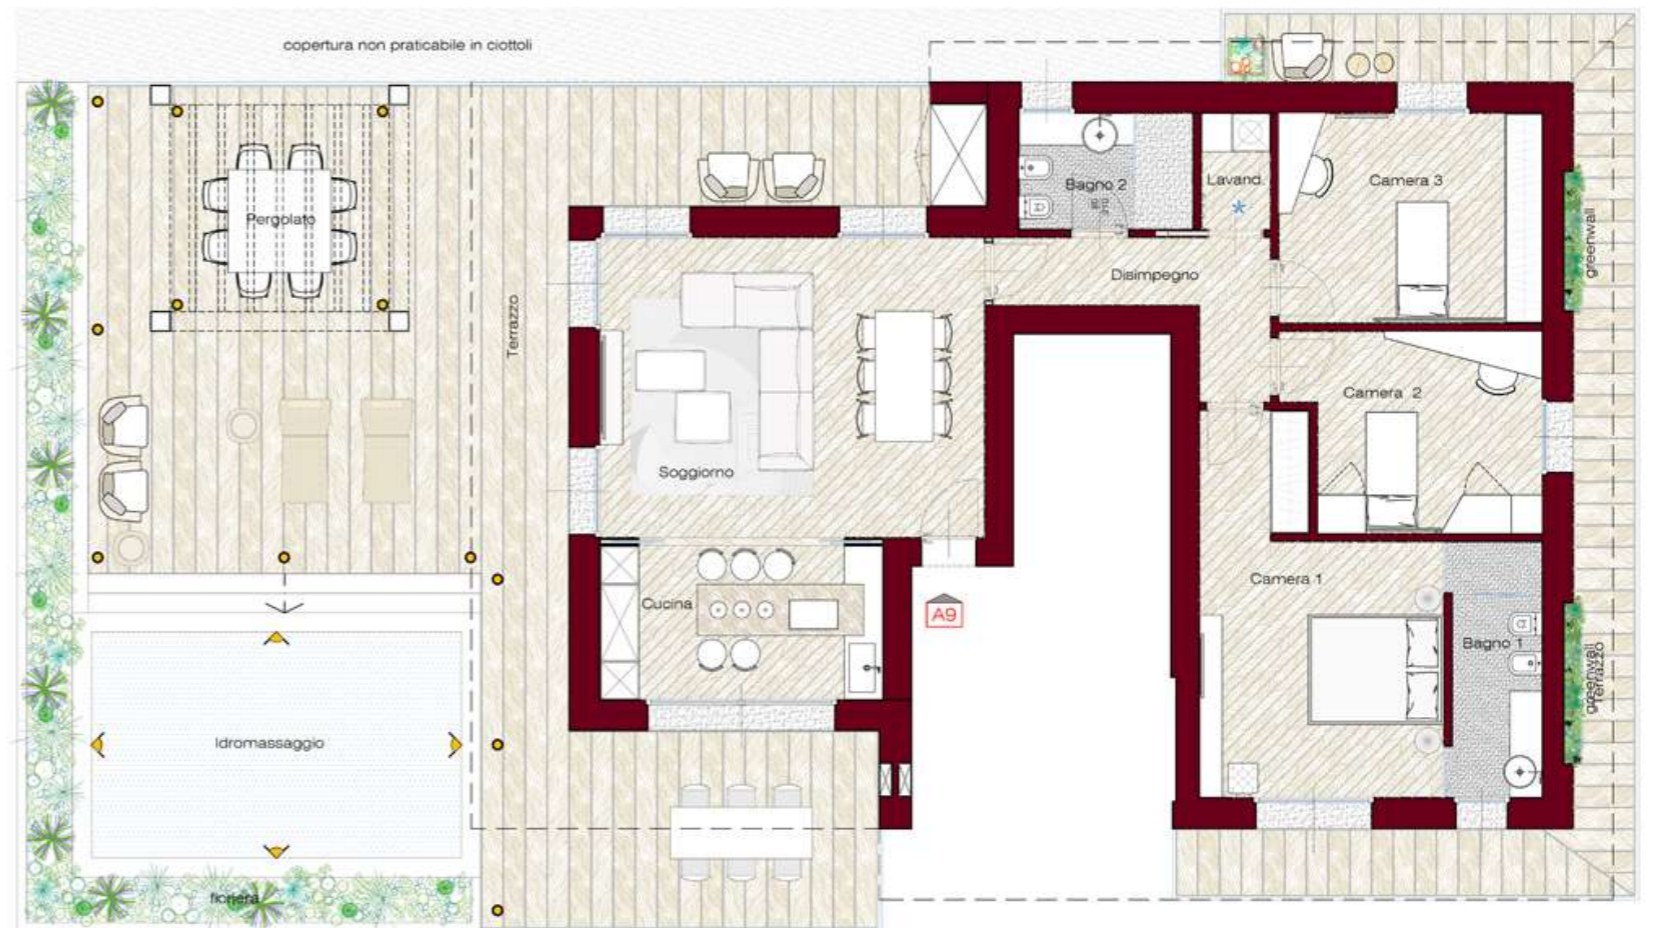 copertura non praticabile in ciottoli
Pergolato
Terrazzo
Bagno 2
Lavand.
*
Camera 3
greenwall
Disimpegno
Camera 2
Soggiorno
Cucina
A9
Camera 1
Bagno 1
greenwall
Terrazzo
Idromassaggio
fioriera